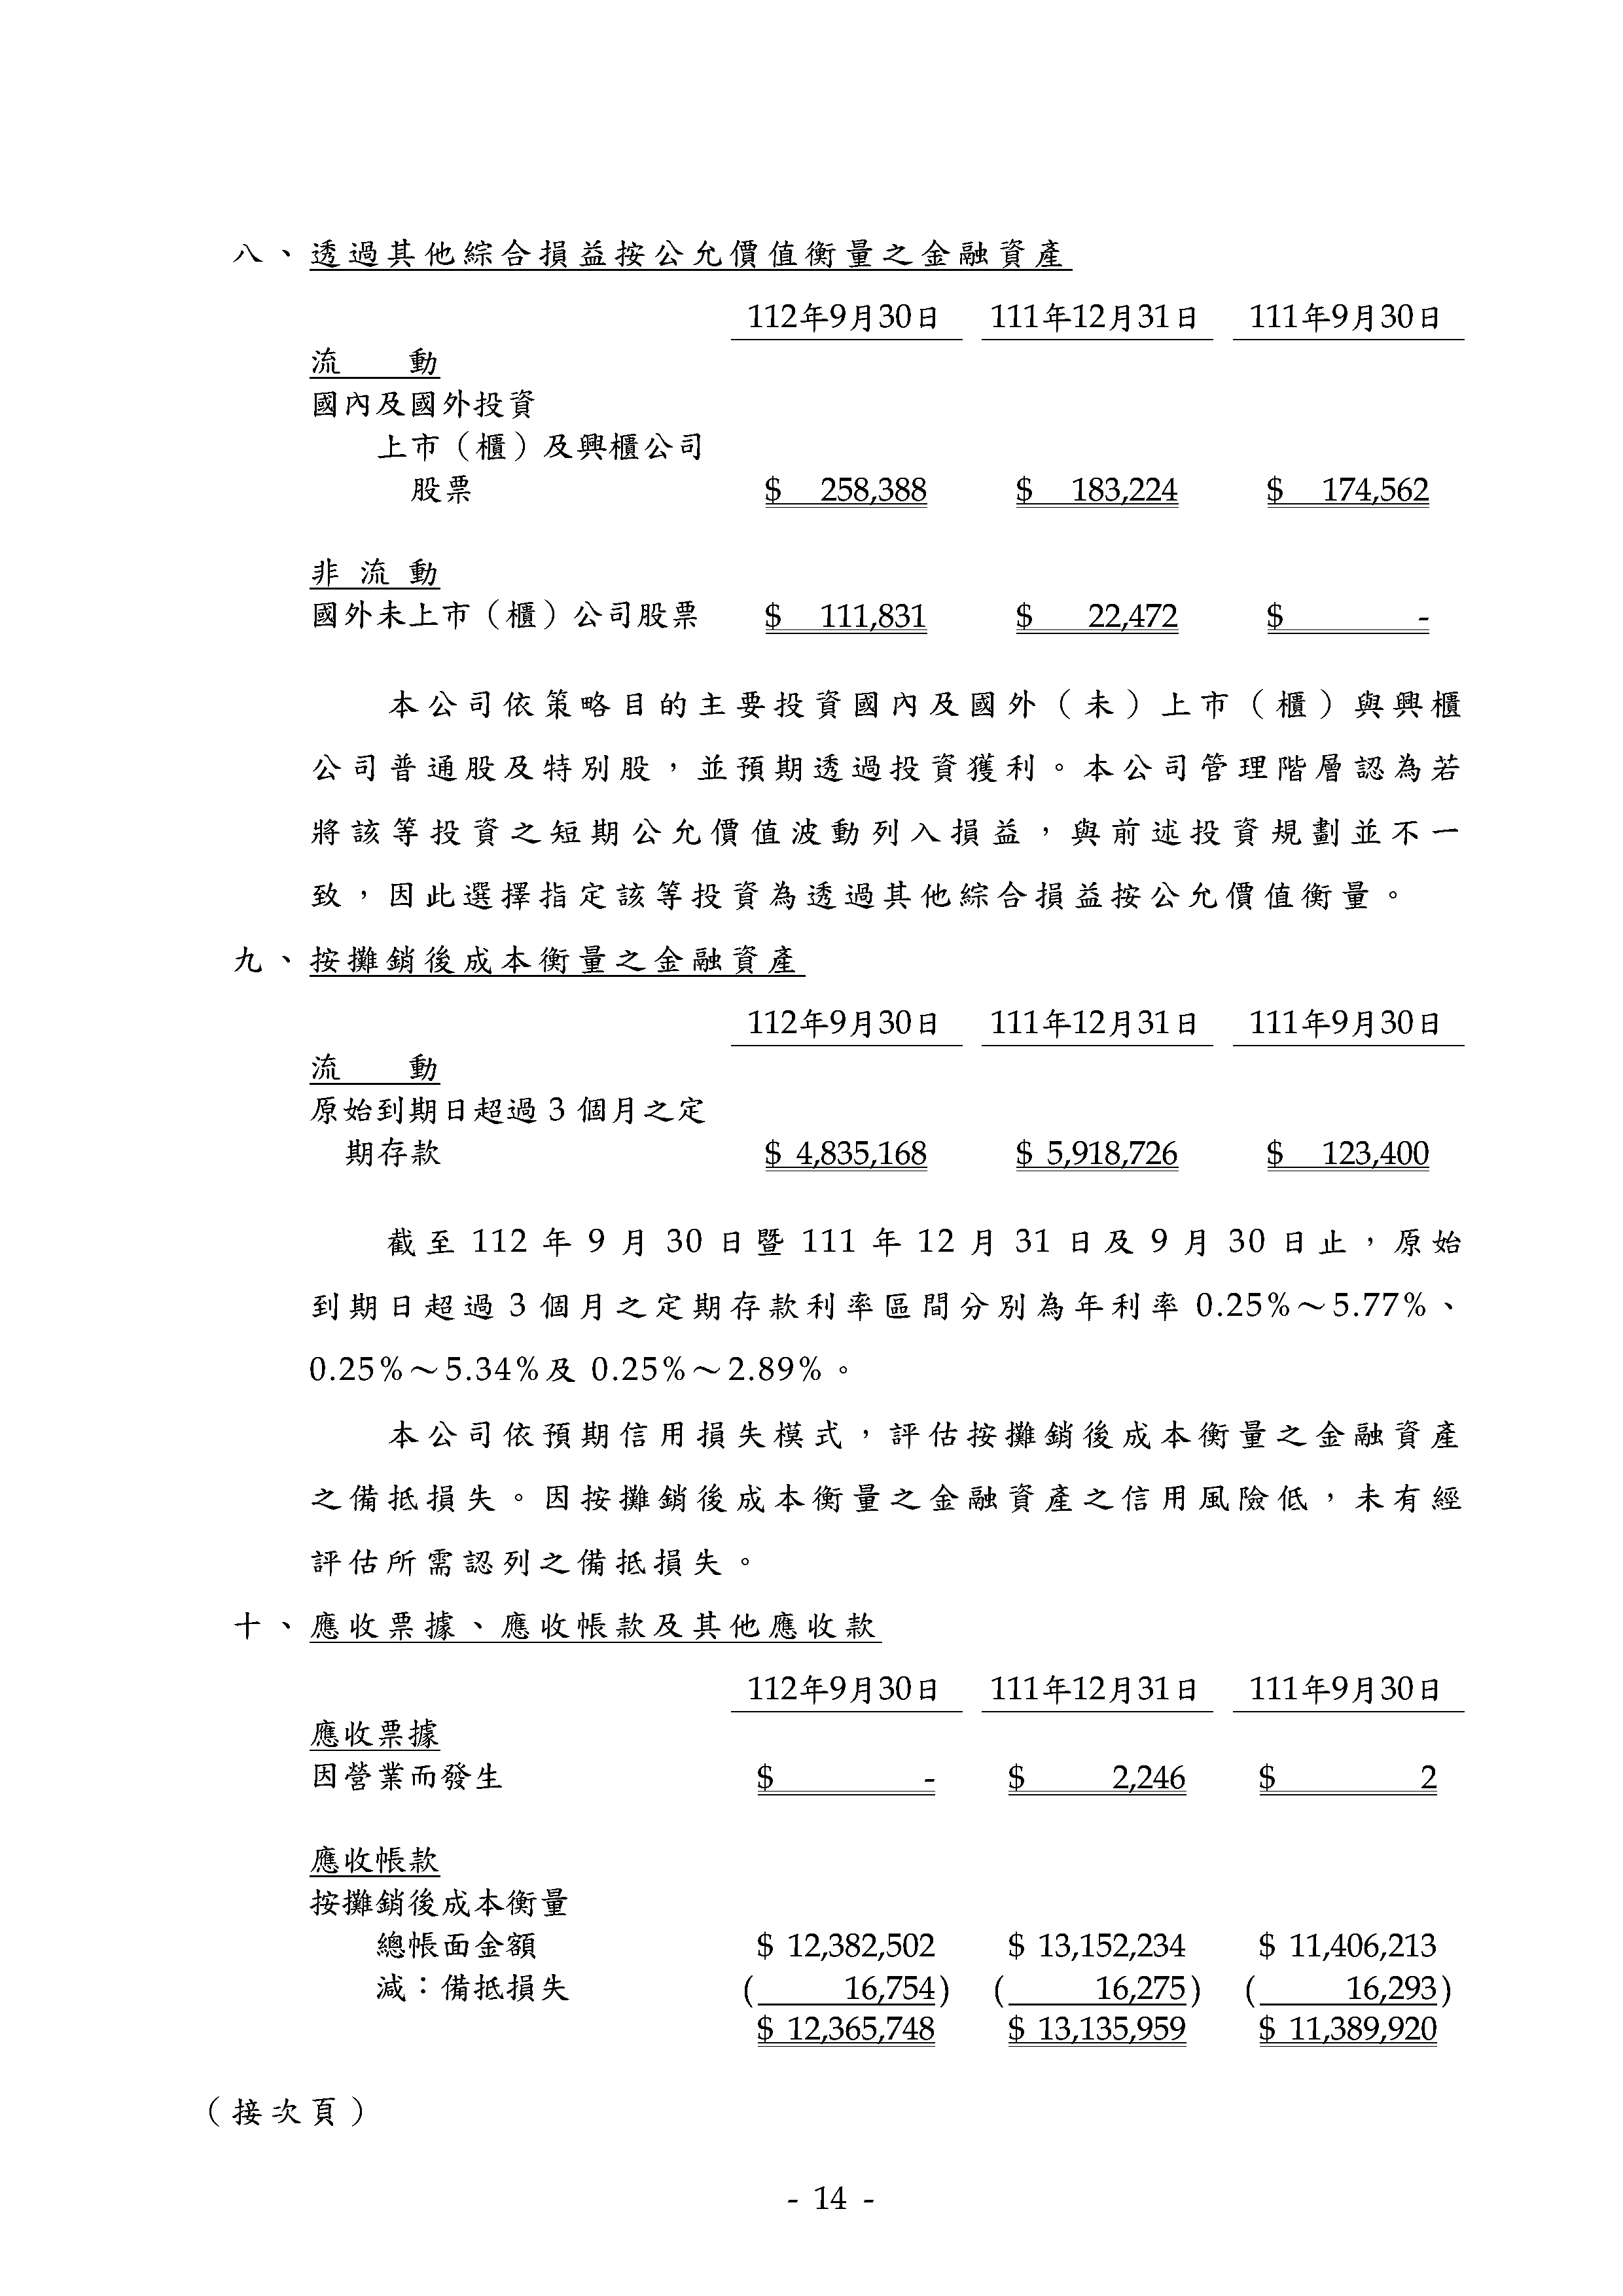 八、透過其他綜合損益按公允價值衡量之金融資產
112年9月30日 111年12月31日 111年9月30日
流 動
國內及國外投資
上市（櫃）及興櫃公司
股票 $ 258,388 $ 183,224 $ 174,562
非 流 動
國外未上市（櫃）公司股票 $ 111,831 $ 22,472 $ -
本公司依策略目的主要投資國內及國外（未）上市（櫃）與興櫃
公司普通股及特別股，並預期透過投資獲利。本公司管理階層認為若
將該等投資之短期公允價值波動列入損益，與前述投資規劃並不一
致，因此選擇指定該等投資為透過其他綜合損益按公允價值衡量。
九、按攤銷後成本衡量之金融資產
112年9月30日 111年12月31日 111年9月30日
流 動
原始到期日超過 3 個月之定
期存款 $ 4,835,168 $ 5,918,726 $ 123,400
截至 112 年 9 月 30 日暨 111 年 12 月 31 日及 9 月 30 日止，原始
到期日超過 3 個月之定期存款利率區間分別為年利率 0.25%～5.77%、
0.25%～5.34%及 0.25%～2.89%。
本公司依預期信用損失模式，評估按攤銷後成本衡量之金融資產
之備抵損失。因按攤銷後成本衡量之金融資產之信用風險低，未有經
評估所需認列之備抵損失。
十、應收票據、應收帳款及其他應收款
112年9月30日 111年12月31日 111年9月30日
應收票據
因營業而發生 $ - $ 2,246 $ 2
應收帳款
按攤銷後成本衡量
總帳面金額 $ 12,382,502 $ 13,152,234 $ 11,406,213
減：備抵損失 ( 16,754) ( 16,275) ( 16,293)
$ 12,365,748 $ 13,135,959 $ 11,389,920
（接次頁）
- 14 -